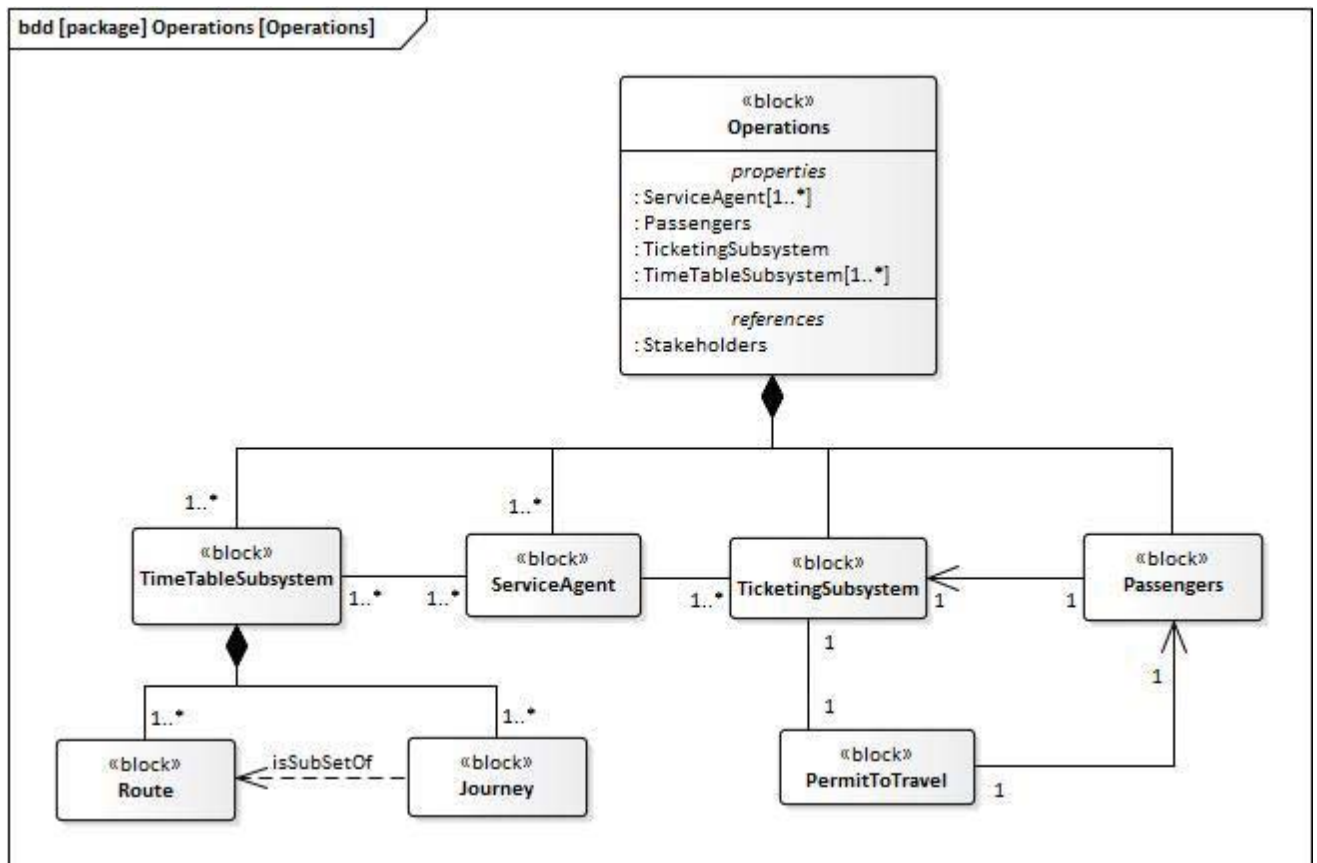 bdd [package] Operations [Operations]
«block»
Operations
properties
: ServiceAgent[1..*]
: Passengers
: TicketingSubsystem
: TimeTableSubsystem[1..*]
references
: Stakeholders
1..*
1..*
«block»
TimeTableSubsystem
«block»
ServiceAgent
«block»
TicketingSubsystem
«block»
Passengers
1..*
1..*
1..*
1
1
1
1
1
1..*
1..*
«block»
Route
isSubSetOf
«block»
Journey
«block»
PermitToTravel
1